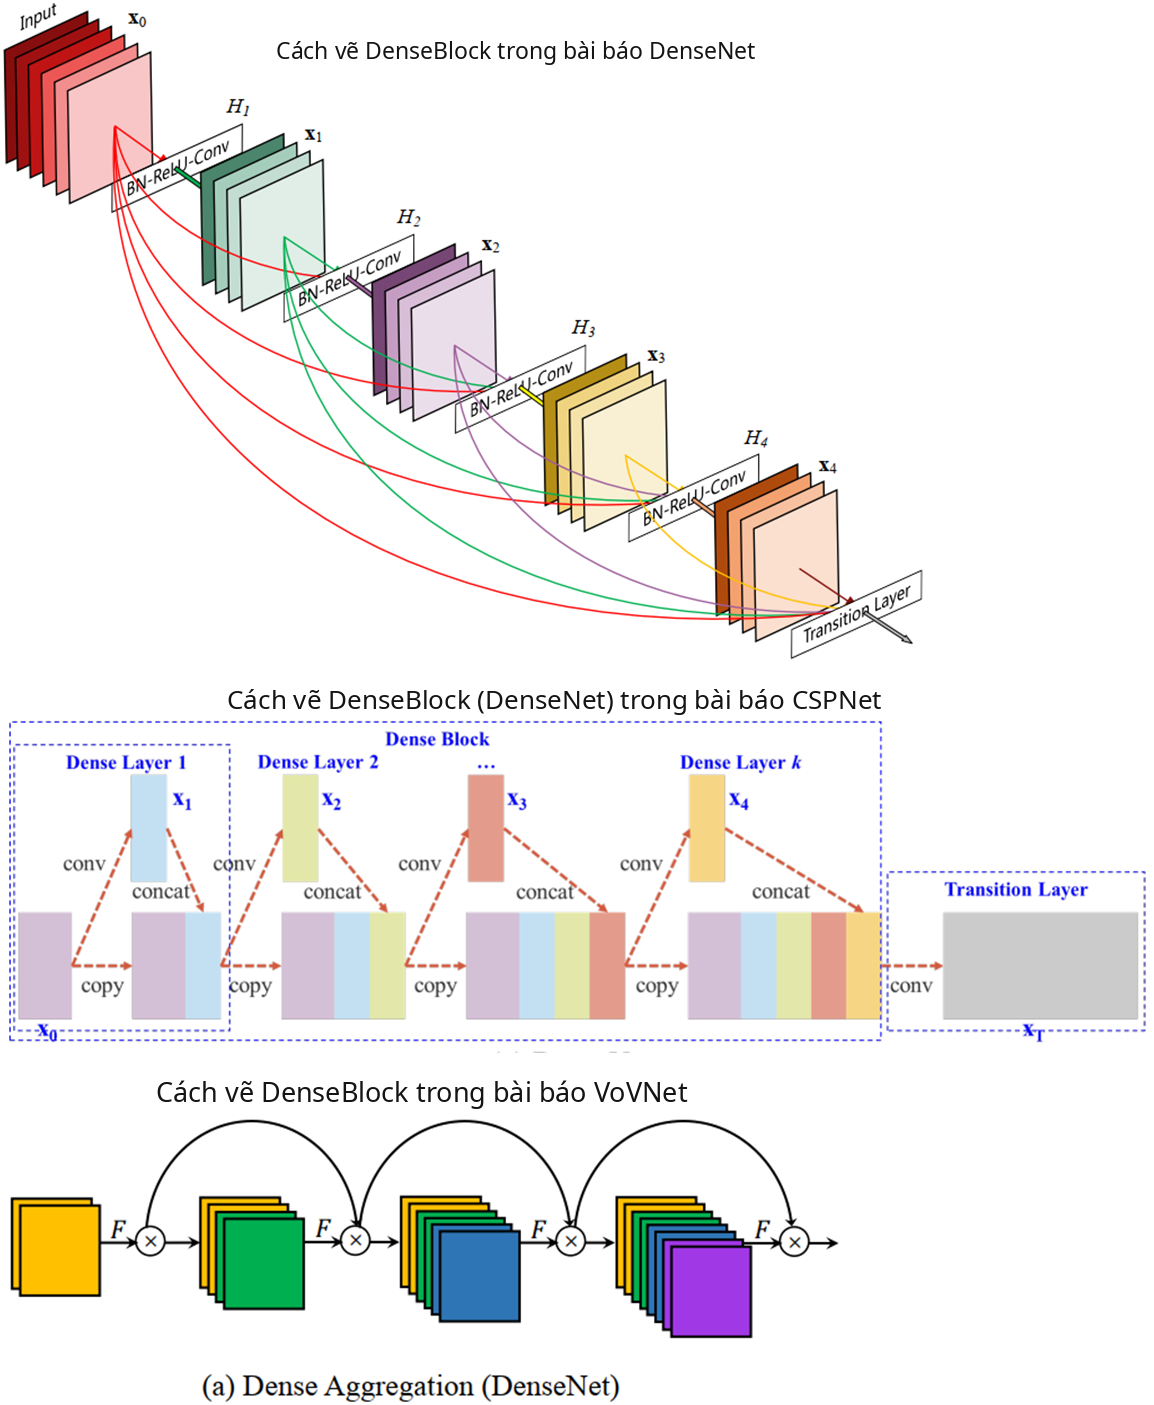 Input
x0
Cách vẽ DenseBlock trong bài báo DenseNet
H1
BN-ReLU-Conv
x1
H2
BN-ReLU-Conv
x2
H3
BN-ReLU-Conv
x3
H4
BN-ReLU-Conv
x4
Transition Layer
Cách vẽ DenseBlock (DenseNet) trong bài báo CSPNet
Dense Block
Dense Layer 1
Dense Layer 2
...
Dense Layer k
x1
x2
x3
x4
conv
conv
conv
conv
concat
concat
concat
concat
Transition Layer
copy
copy
copy
copy
conv
x0
xT
Cách vẽ DenseBlock trong bài báo VoVNet
F
×
F
×
F
×
F
×
(a) Dense Aggregation (DenseNet)